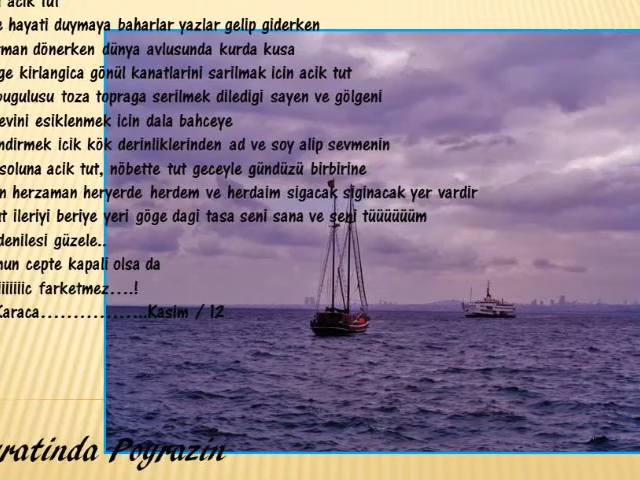 acik tut
e hayati duymaya baharlar yazlar gelip giderken
man dönerken dünya avlusunda kurda kusa
ge kirlangica gönül kanatlarini sarilmak icin acik tut
bugulusu toza topraga serilmek diledigi sayen ve gölgeni
evini esiklenmek icin dala bahceye
ndirmek icik kök derinliklerinden ad ve soy alip sevmenin
soluna acik tut, nöbette tut geceyle gündüzü birbirine
n herzaman heryerde herdem ve herdaim sigacak siginacak yer vardir
ut ileriyi beriye yeri göge dagi tasa seni sana ve seni tüüüüüüm
denilesi güzele..
nun cepte kapali olsa da
iiiiiiic farketmez....!
Karaca................Kasim / 12
ratinda Poyrazin